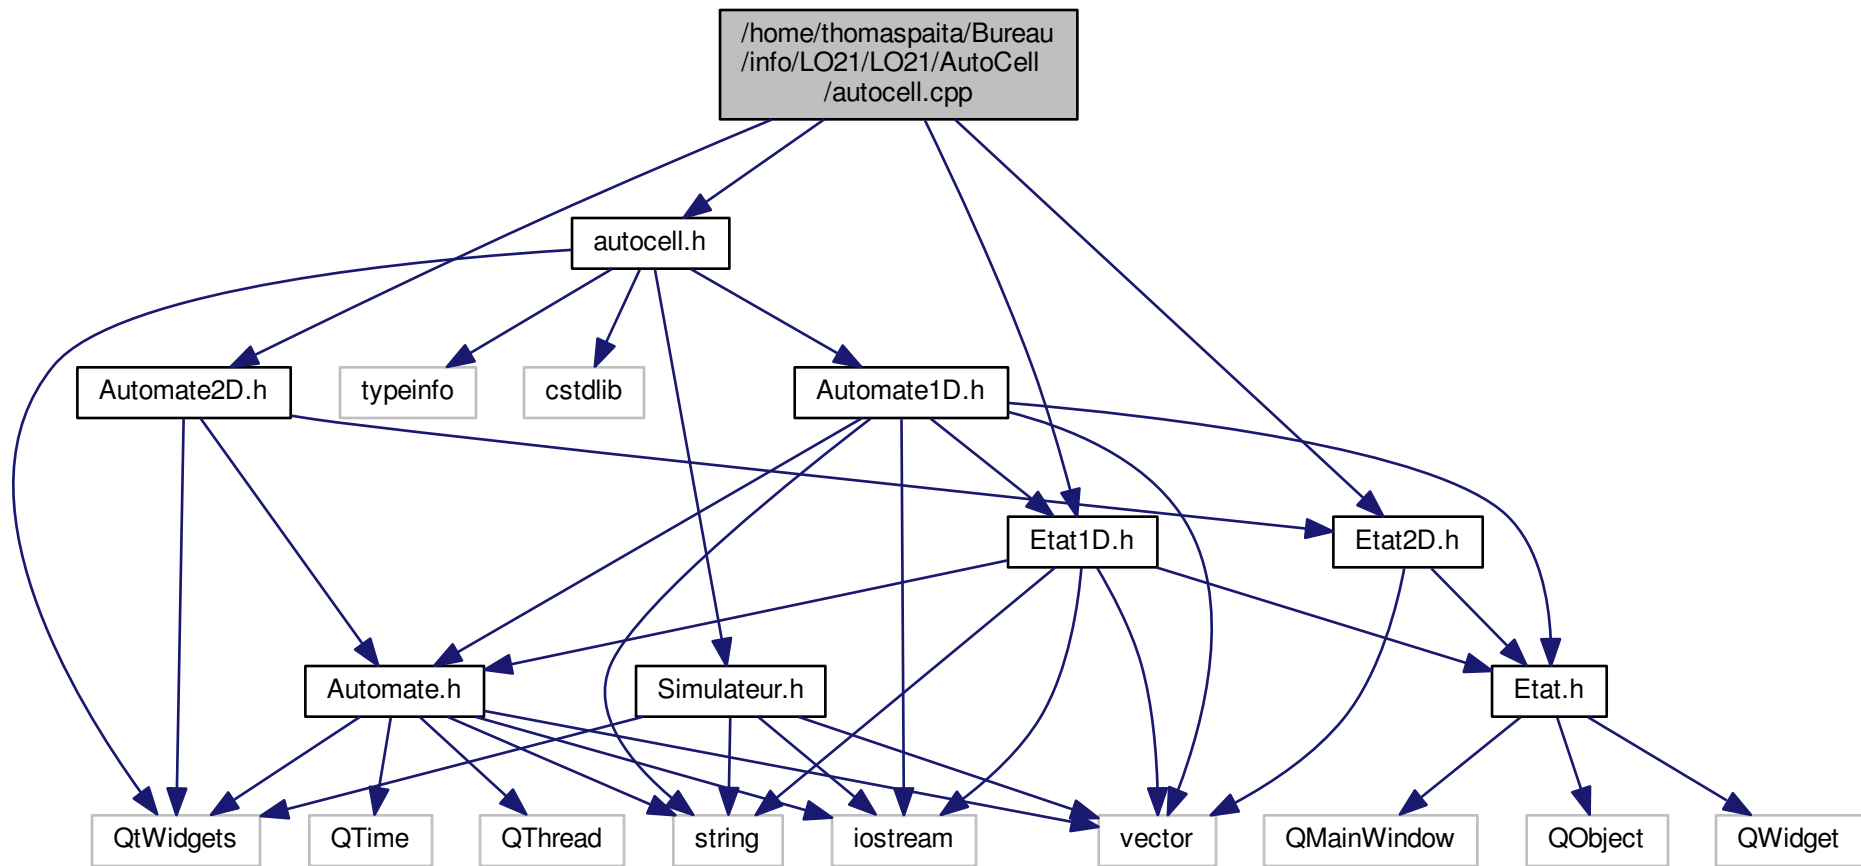 /home/thomaspaita/Bureau
/info/LO21/LO21/AutoCell
/autocell.cpp
autocell.h
Automate2D.h
typeinfo
cstdlib
Automate1D.h
Etat1D.h
Etat2D.h
Automate.h
Simulateur.h
Etat.h
QtWidgets
QTime
QThread
string
iostream
vector
QMainWindow
QObject
QWidget